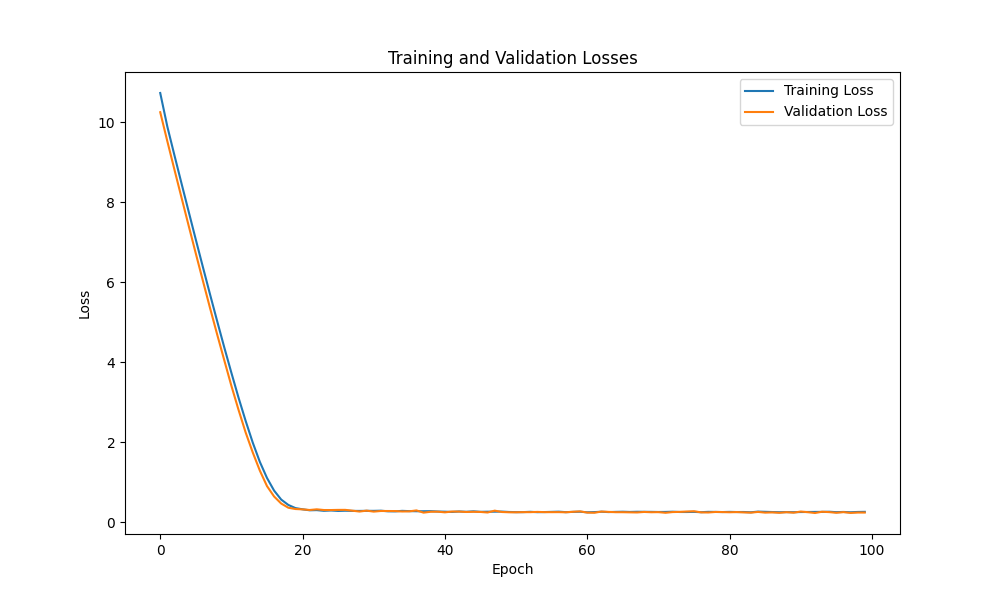 Training and Validation Losses
Training Loss
Validation Loss
10
8
6
4
2
0
Loss
0 20 40 60 80 100
Epoch